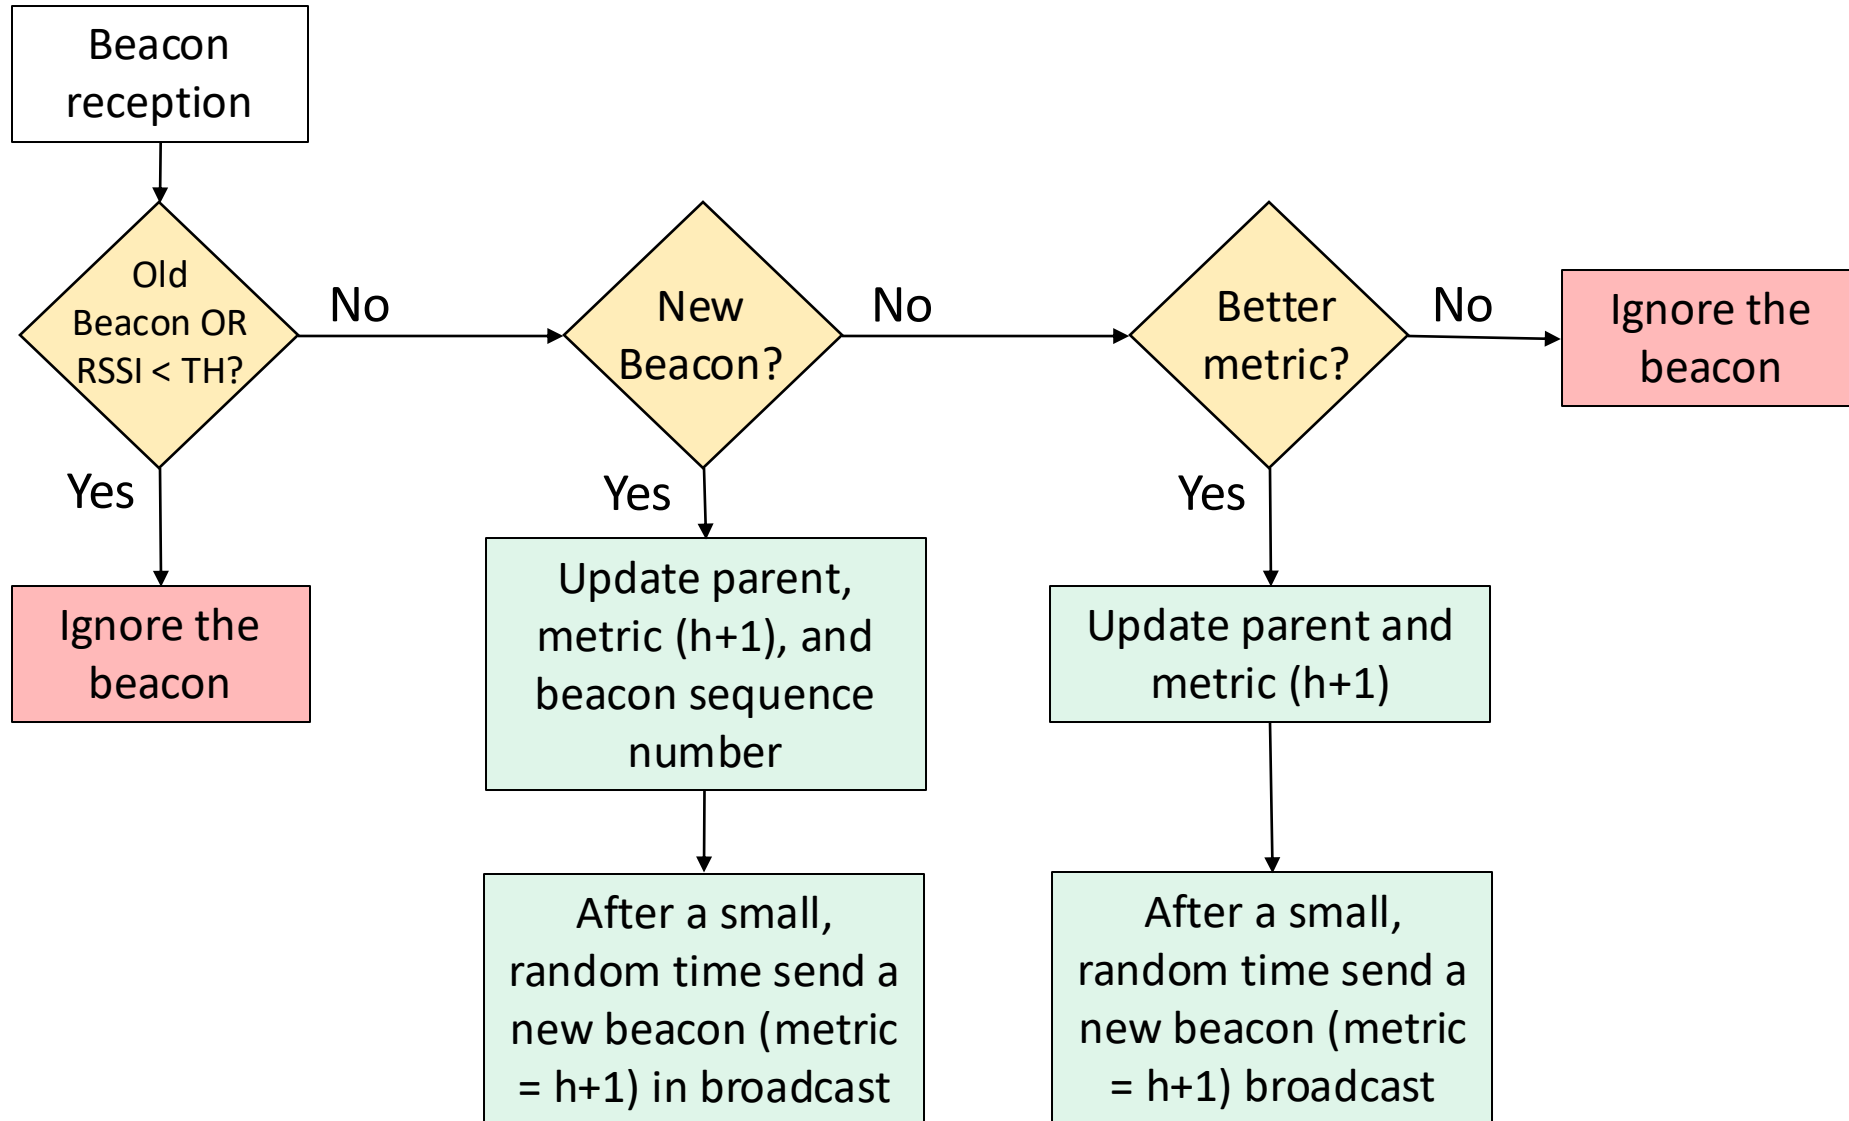 Beacon
reception
Old
Beacon OR
RSSI < TH?
No
Yes
Ignore the
beacon
New
Beacon?
No
Yes
Update parent,
metric (h+1), and
beacon sequence
number
After a small,
random time send a
new beacon (metric
= h+1) in broadcast
Better
metric?
No
Yes
Update parent and
metric (h+1)
After a small,
random time send a
new beacon (metric
= h+1) broadcast
Ignore the
beacon